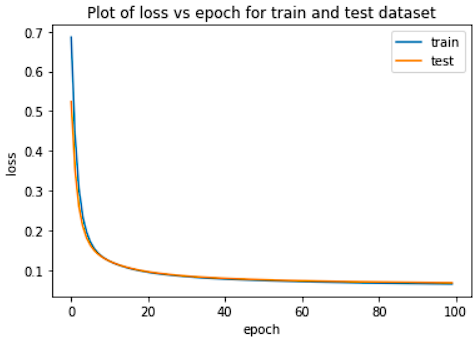 Plot of loss vs epoch for train and test dataset
train
test
0.7
0.6
0.5
0.4
0.3
0.2
0.1
loss
0 20 40 60 80 100
epoch